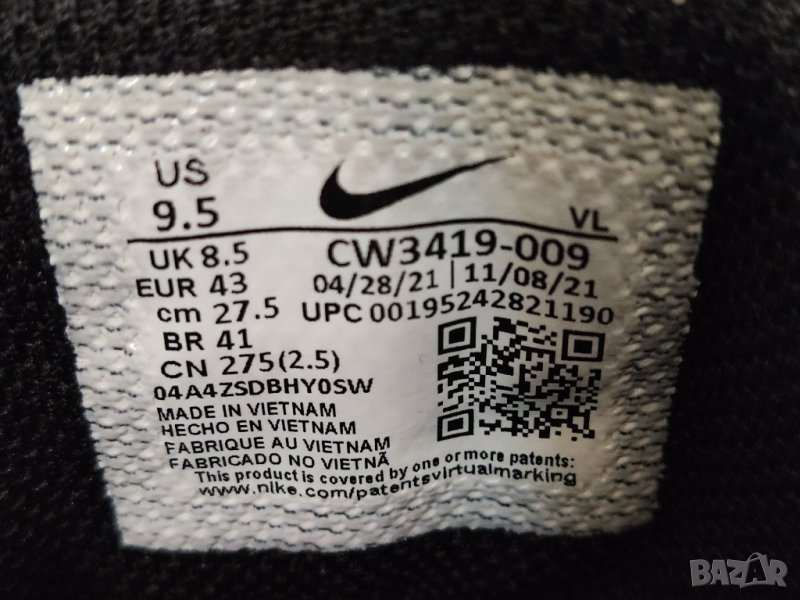 US
9.5
VL
UK 8.5
CW3419-009
EUR 43
04/28/21 | 11/08/21
cm 27.5
UPC 00195242821190
BR 41
CN 275(2.5)
04A4ZSDBHY0SW
MADE IN VIETNAM
HECHO EN VIETNAM
FABRIQUE AU VIETNAM
FABRICADO NO VIETNÃ
This product is covered by one or more patents:
www.nike.com/patentsvirtualmarking
BAZAR